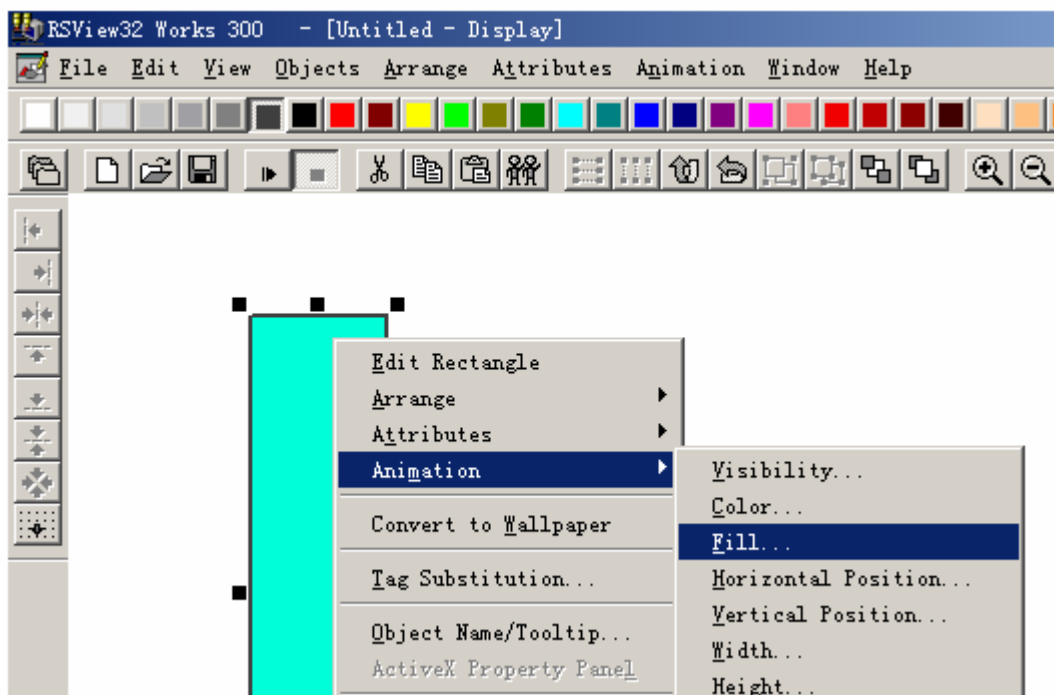 RSView32 Works 300 - [Untitled - Display]
File Edit View Objects Arrange Attributes Animation Window Help
Edit Rectangle
Arrange
Attributes
Animation
Convert to Wallpaper
Tag Substitution...
Object Name/Tooltip...
ActiveX Property Panel
Visibility...
Color...
Fill...
Horizontal Position...
Vertical Position...
Width...
Height...